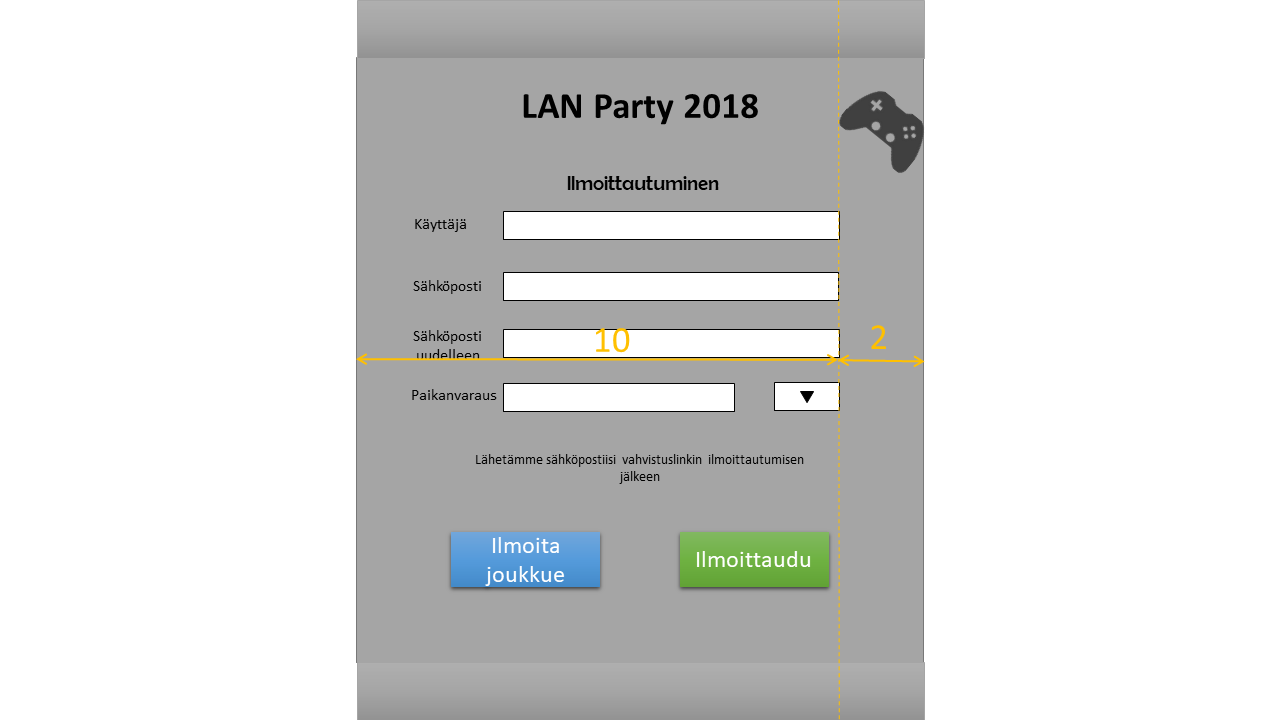 LAN Party 2018
Ilmoittautuminen
Käyttäjä
Sähköposti
Sähköposti
uudelleen
10
2
Paikanvaraus
Lähetämme sähköpostiisi vahvistuslinkin ilmoittautumisen
jälkeen
Ilmoita
joukkue
Ilmoittaudu